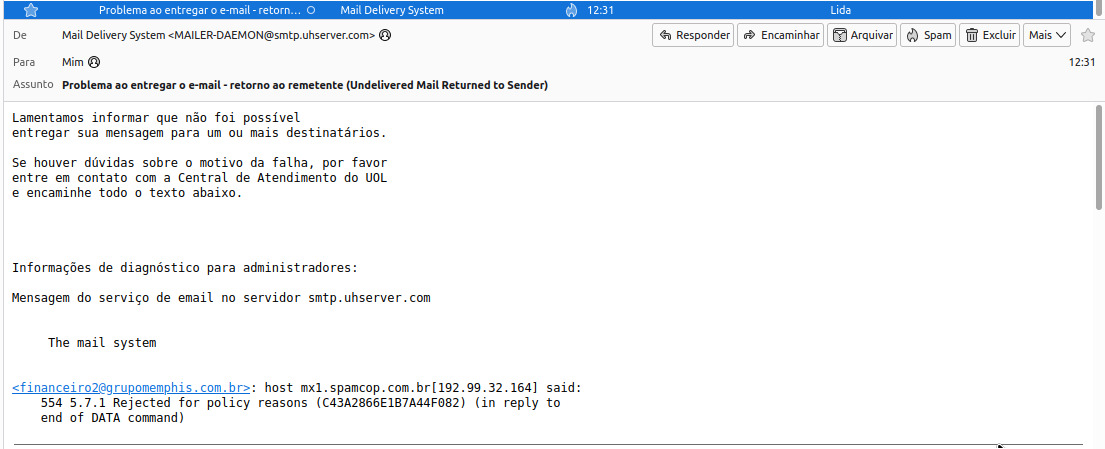 Problema ao entregar o e-mail - retorn... Mail Delivery System 12:31 Lida
De Mail Delivery System <MAILER-DAEMON@smtp.uhserver.com> Responder Encaminhar Arquivar Spam Excluir Mais
Para Mim 12:31
Assunto Problema ao entregar o e-mail - retorno ao remetente (Undelivered Mail Returned to Sender)
Lamentamos informar que não foi possível
entregar sua mensagem para um ou mais destinatários.
Se houver dúvidas sobre o motivo da falha, por favor
entre em contato com a Central de Atendimento do UOL
e encaminhe todo o texto abaixo.
Informações de diagnóstico para administradores:
Mensagem do serviço de email no servidor smtp.uhserver.com
The mail system
<financeiro2@grupomemphis.com.br>: host mx1.spamcop.com.br[192.99.32.164] said:
554 5.7.1 Rejected for policy reasons (C43A2866E1B7A44F082) (in reply to
end of DATA command)